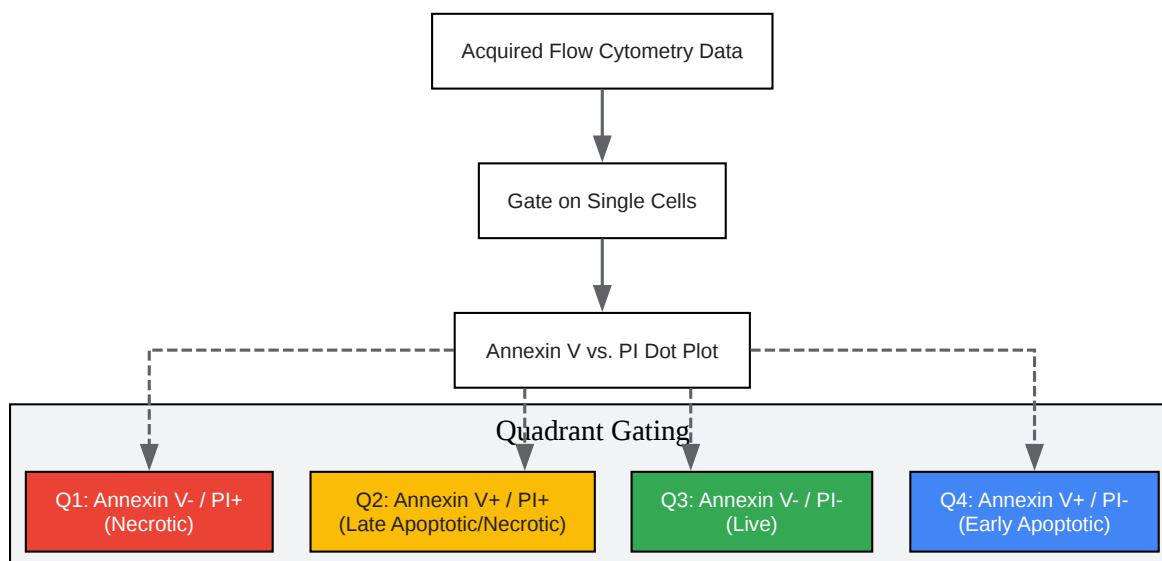 Acquired Flow Cytometry Data
Gate on Single Cells
Annexin V vs. PI Dot Plot
Quadrant Gating
Q1: Annexin V- / PI+
(Necrotic)
Q2: Annexin V+ / PI+
(Late Apoptotic/Necrotic)
Q3: Annexin V- / PI-
(Live)
Q4: Annexin V+ / PI-
(Early Apoptotic)